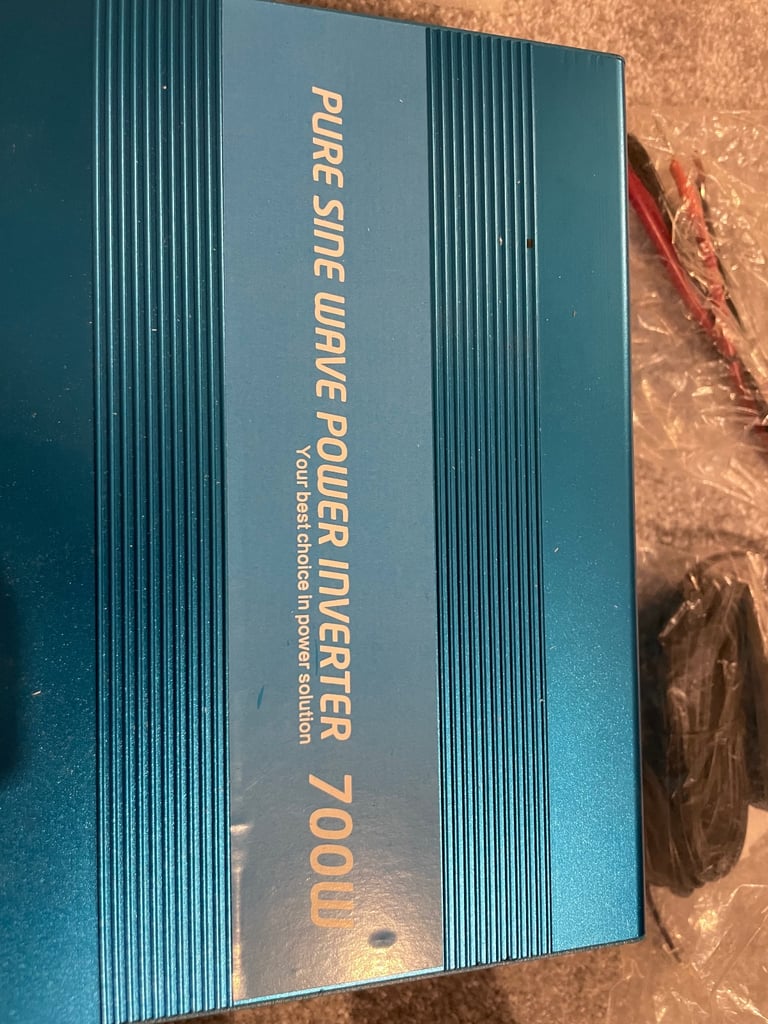 PURE SINE WAVE POWER INVERTER 700W
Your best choice in power solution